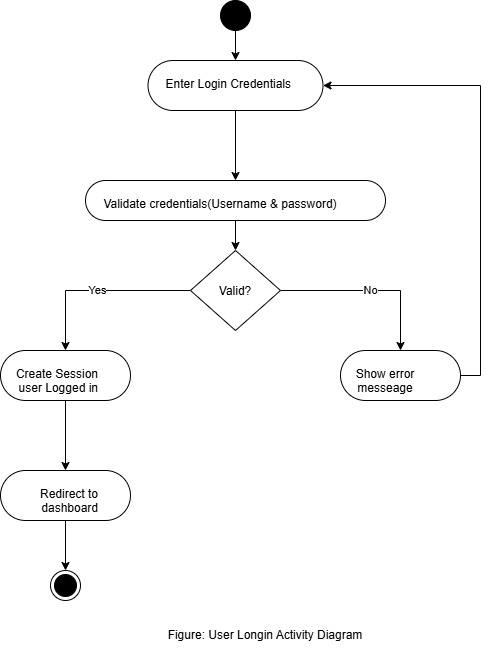 Enter Login Credentials
Validate credentials(Username & password)
Valid?
Yes
No
Create Session
user Logged in
Show error
messeage
Redirect to
dashboard
Figure: User Longin Activity Diagram